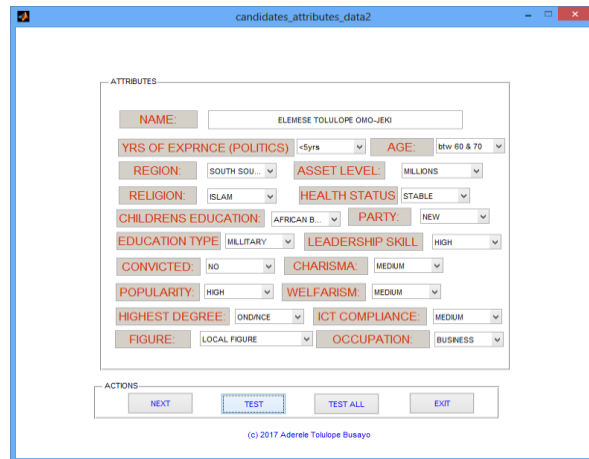 candidates_attributes_data2
ATTRIBUTES
NAME: ELEMESE TOLULOPE OMO-JEKI
YRS OF EXPRNCE (POLITICS) <5yrs AGE: btw 60 & 70
REGION: SOUTH SOU... ASSET LEVEL: MILLIONS
RELIGION: ISLAM HEALTH STATUS STABLE
CHILDRENS EDUCATION: AFRICAN B... PARTY: NEW
EDUCATION TYPE MILLITARY LEADERSHIP SKILL HIGH
CONVICTED: NO CHARISMA: MEDIUM
POPULARITY: HIGH WELFARISM: MEDIUM
HIGHEST DEGREE: OND/NCE ICT COMPLIANCE: MEDIUM
FIGURE: LOCAL FIGURE OCCUPATION: BUSINESS
ACTIONS
NEXT TEST TEST ALL EXIT
(c) 2017 Aderele Tolulope Busayo